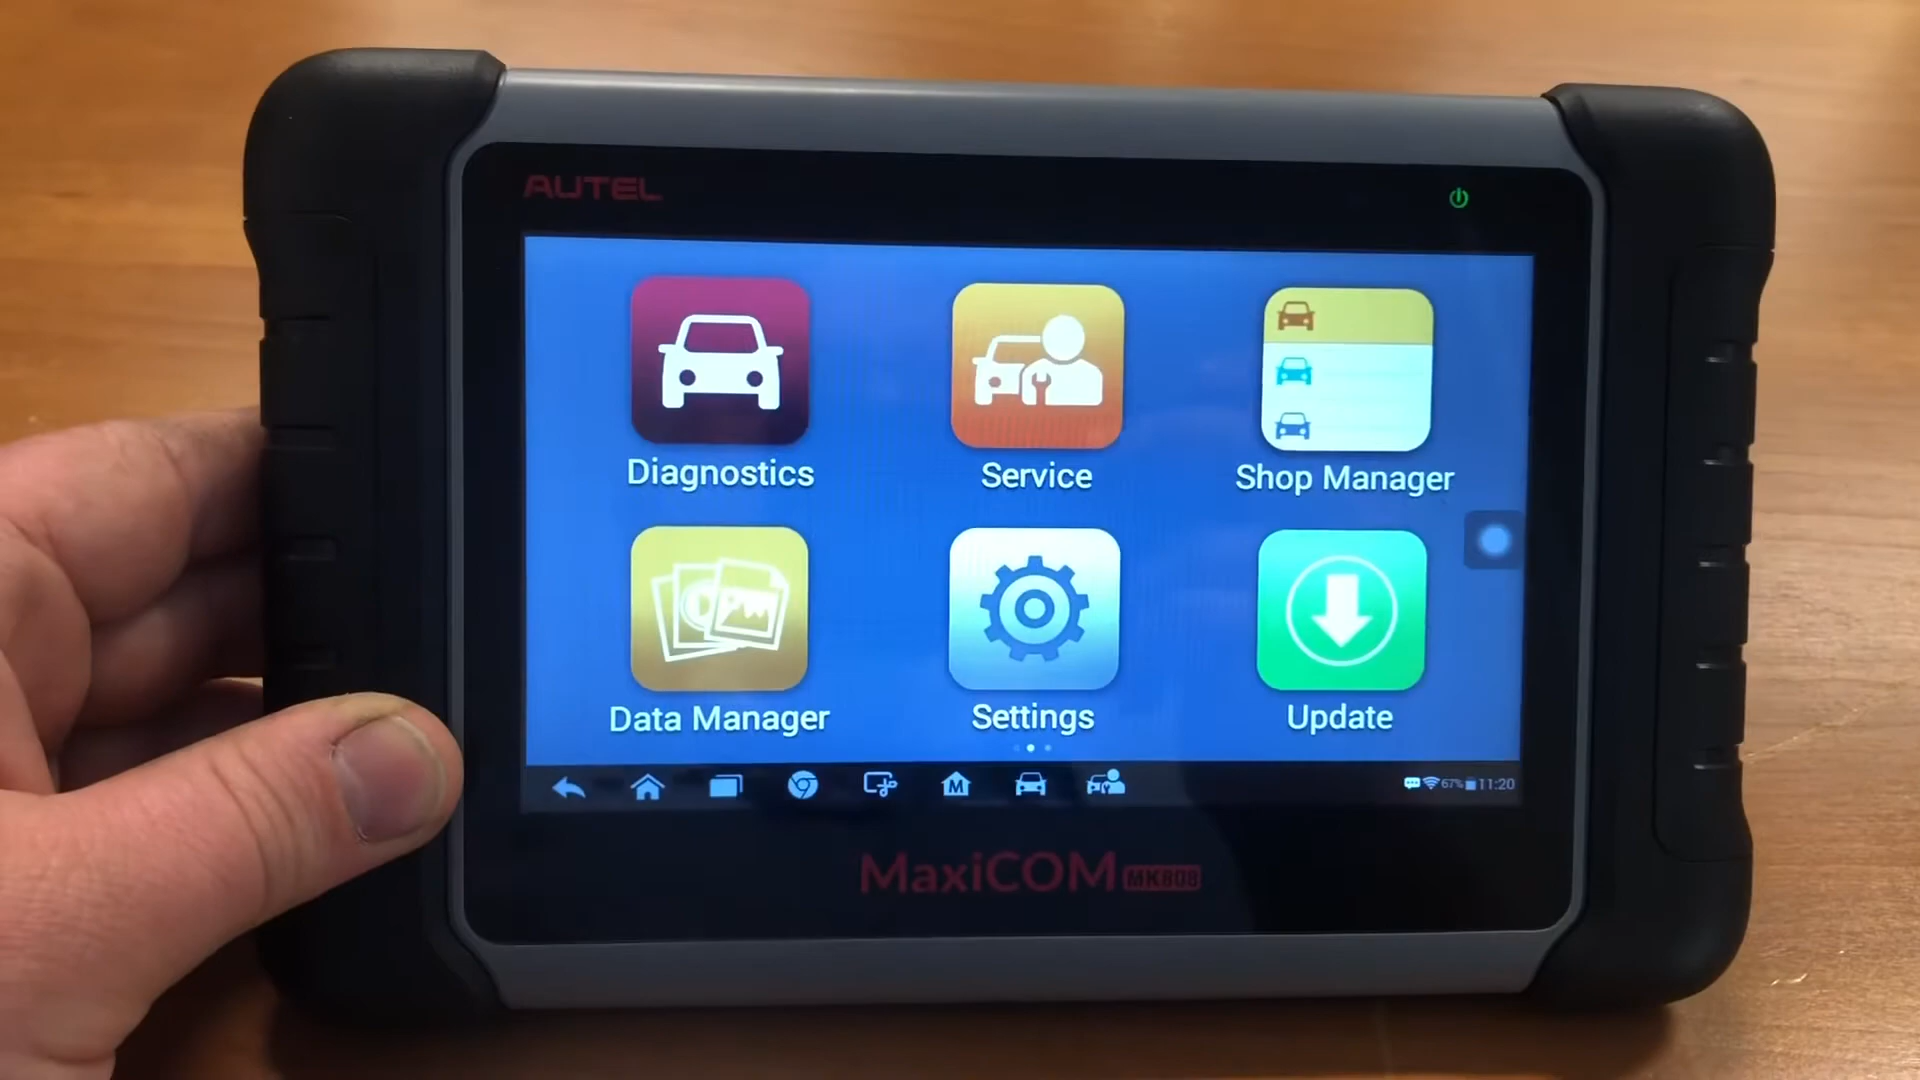 AUTEL
Diagnostics
Service
Shop Manager
Data Manager
Settings
Update
M
67%
11:20
MaxiCOM MK808